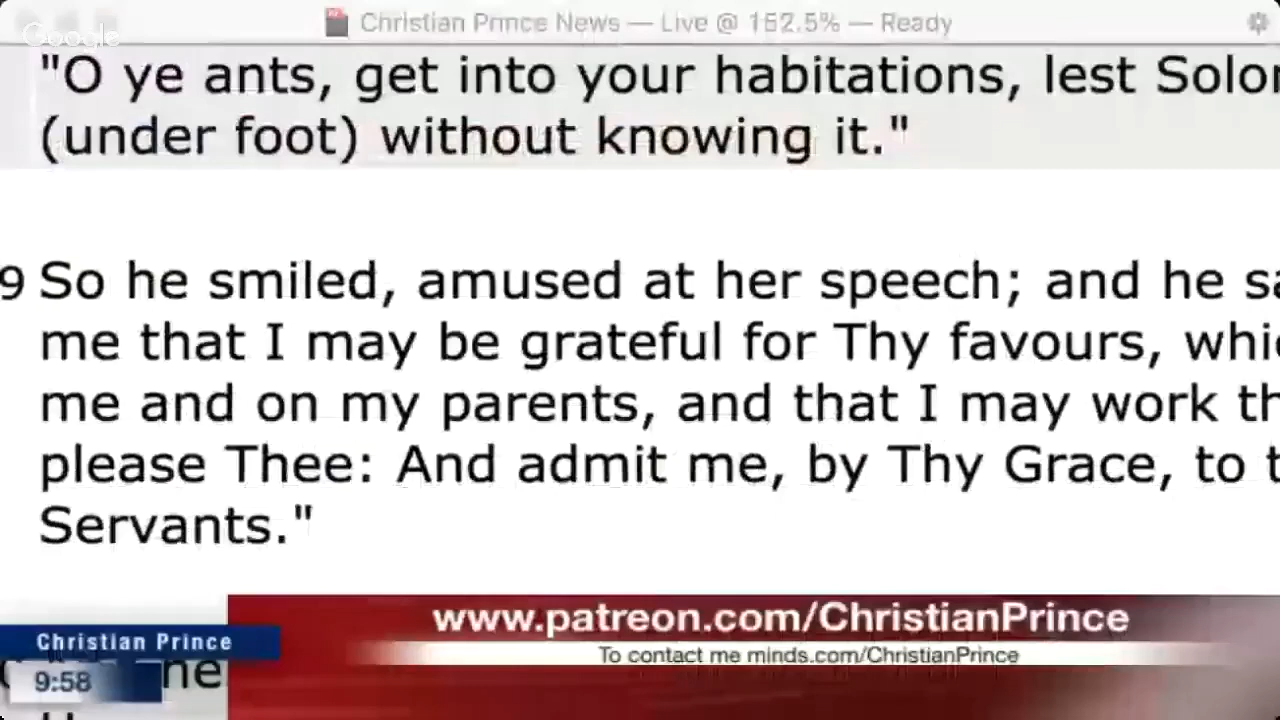 Christian Prince News — Live @ 152.5% — Ready
Google
"O ye ants, get into your habitations, lest
(under foot) without knowing it."
9 So he smiled, amused at her speech; and he
me that I may be grateful for Thy favours,
me and on my parents, and that I may work
please Thee: And admit me, by Thy Grace, to
Servants."
www.patreon.com/ChristianPrince
Christian Prince
To contact me minds.com/ChristianPrince
9:58